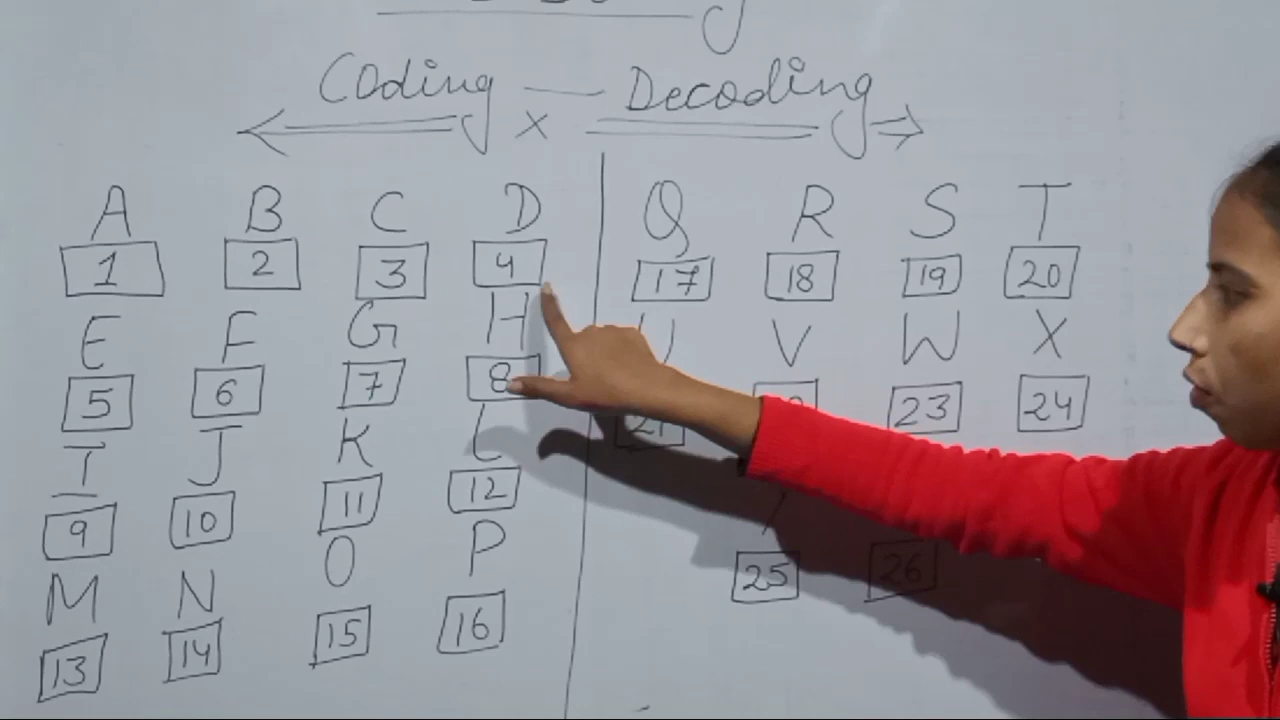 Coding — Decoding
x
A B C D
1 2 3 4
E F G H
5 6 7 8
I J K L
9 10 11 12
M N O P
13 14 15 16
Q R S T
17 18 19 20
U V W X
21 23 24
25 26